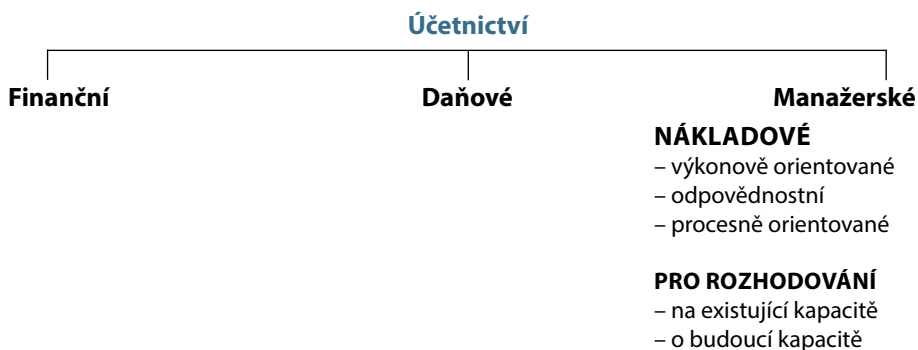 Účetnictví
Finanční
Daňové
Manažerské
NÁKLADOVÉ
– výkonově orientované
– odpovědnostní
– procesně orientované
PRO ROZHODOVÁNÍ
– na existující kapacitě
– o budoucí kapacitě